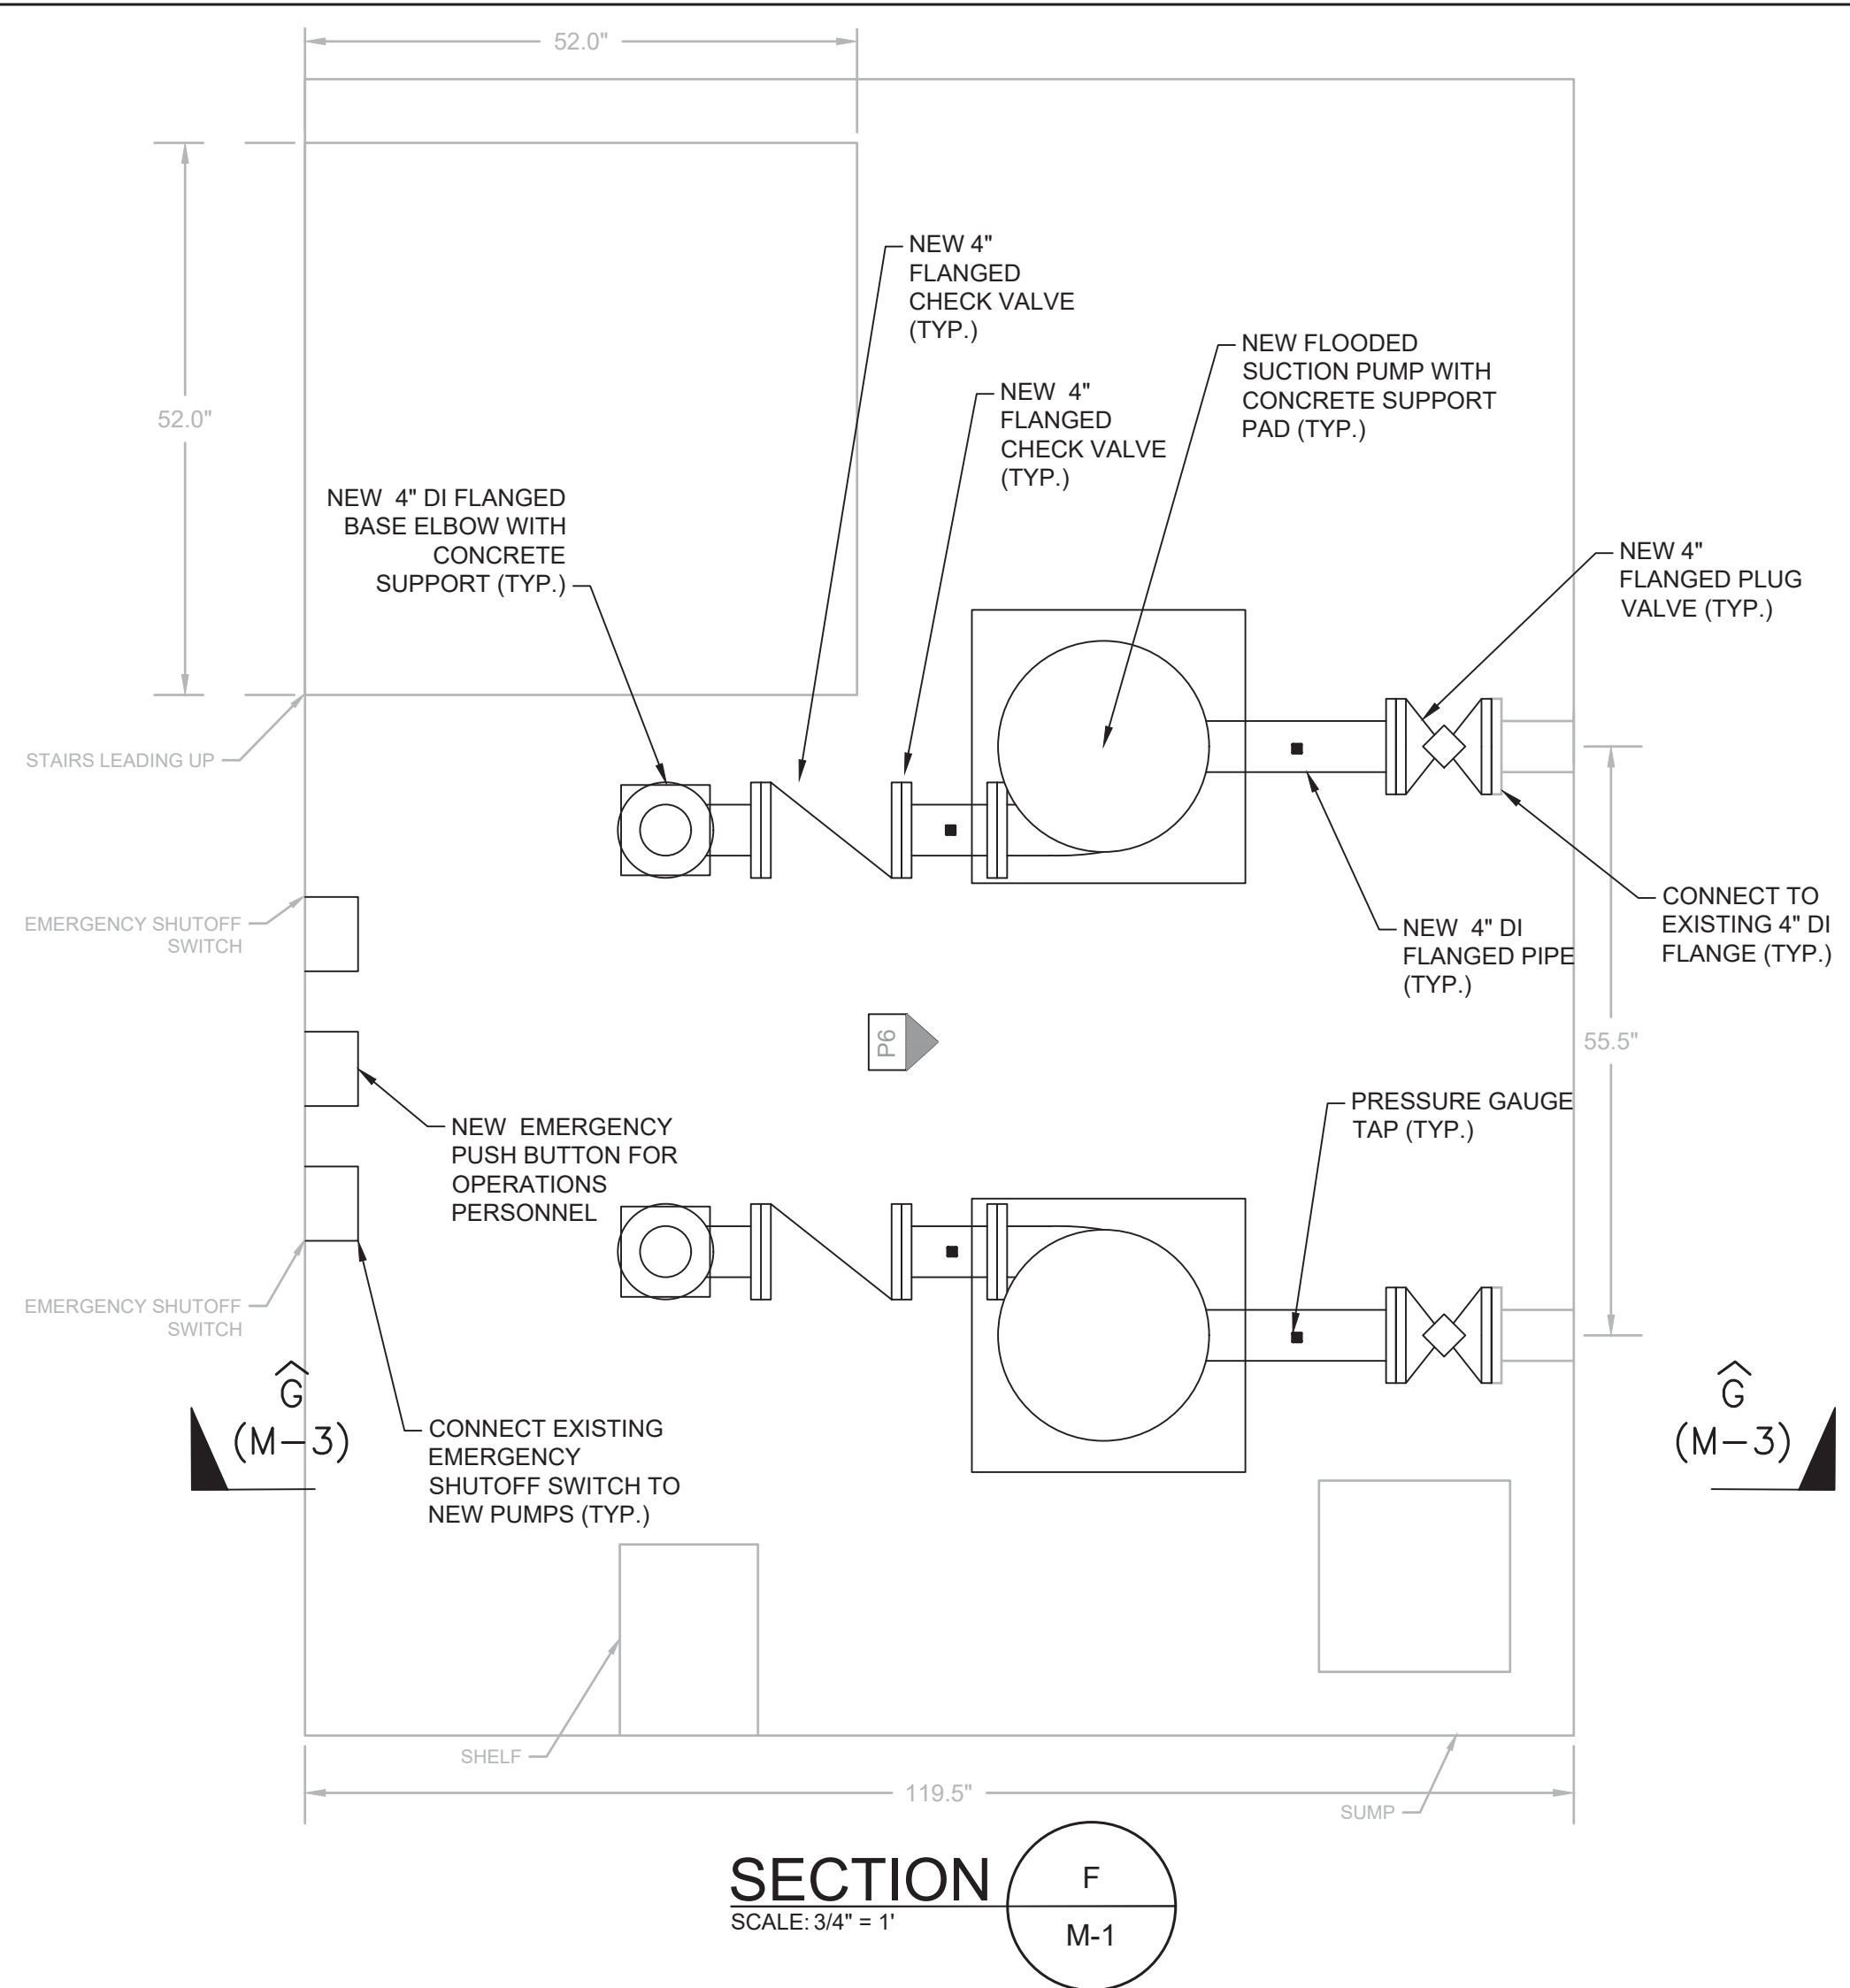 52.0"
NEW 4"
FLANGED
CHECK VALVE
(TYP.)
NEW FLOODED
SUCTION PUMP WITH
CONCRETE SUPPORT
PAD (TYP.)
NEW 4"
FLANGED
CHECK VALVE
(TYP.)
52.0"
NEW 4" DI FLANGED
BASE ELBOW WITH
CONCRETE
SUPPORT (TYP.)
NEW 4"
FLANGED PLUG
VALVE (TYP.)
STAIRS LEADING UP
EMERGENCY SHUTOFF
SWITCH
CONNECT TO
EXISTING 4" DI
FLANGE (TYP.)
NEW 4" DI
FLANGED PIPE
(TYP.)
P6
55.5"
PRESSURE GAUGE
TAP (TYP.)
NEW EMERGENCY
PUSH BUTTON FOR
OPERATIONS
PERSONNEL
EMERGENCY SHUTOFF
SWITCH
G
(M-3)
G
(M-3)
CONNECT EXISTING
EMERGENCY
SHUTOFF SWITCH TO
NEW PUMPS (TYP.)
SHELF
119.5"
SUMP
SECTION
SCALE: 3/4" = 1'
F
M-1